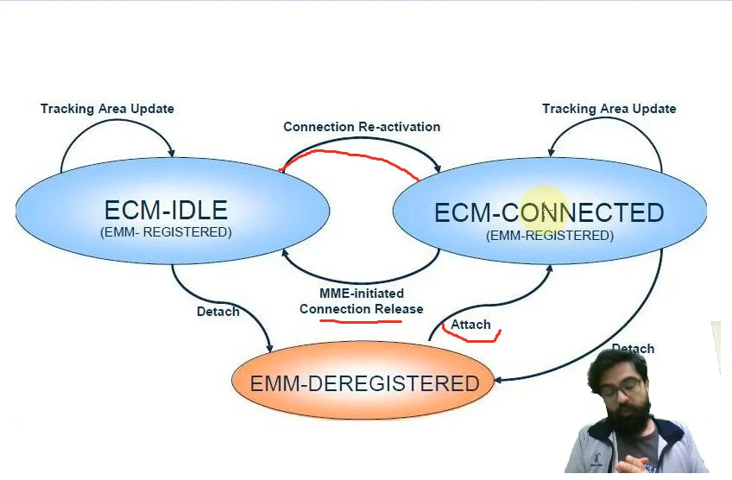 Tracking Area Update
Tracking Area Update
Connection Re-activation
ECM-IDLE
(EMM- REGISTERED)
ECM-CONNECTED
(EMM-REGISTERED)
MME-initiated
Connection Release
Detach
Attach
Detach
EMM-DEREGISTERED